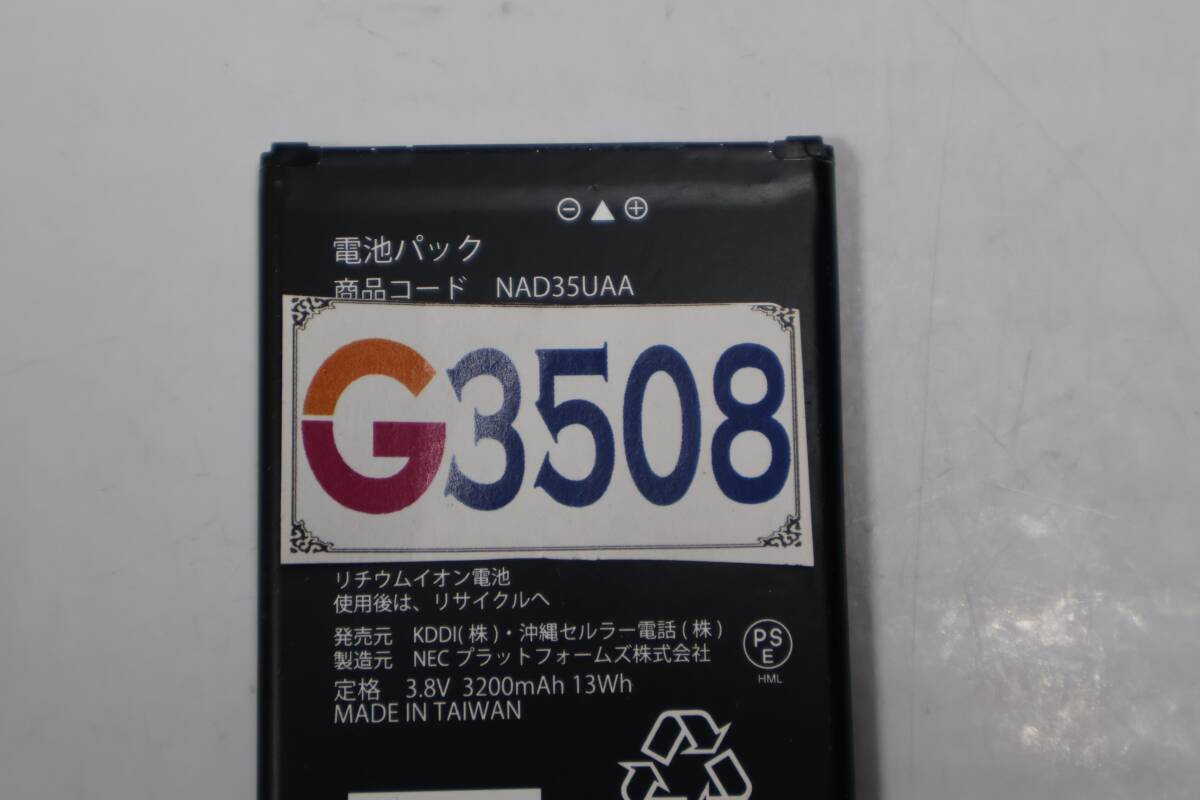 ⊖▲⊕
電池パック
商品コード NAD35UAA
G3508
リチウムイオン電池
使用後は、リサイクルへ
発売元 KDDI(株)・沖縄セルラー電話(株)
製造元 NECプラットフォームズ株式会社
PSE
HML
定格 3.8V 3200mAh 13Wh
MADE IN TAIWAN